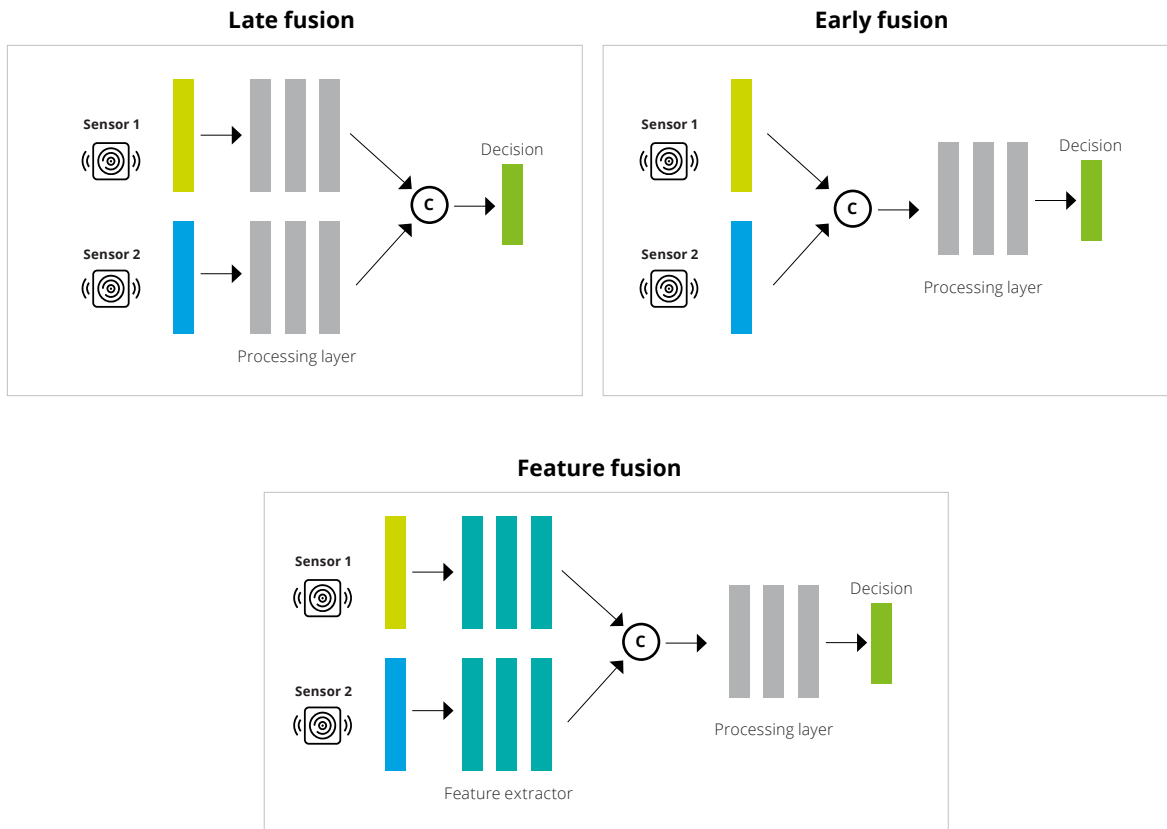 Late fusion
Sensor 1
Sensor 2
C
Decision
Processing layer
Early fusion
Sensor 1
Sensor 2
C
Decision
Processing layer
Feature fusion
Sensor 1
Sensor 2
C
Decision
Processing layer
Feature extractor